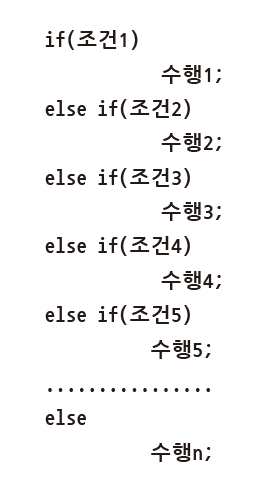 if(조건1)
수행1;
else if(조건2)
수행2;
else if(조건3)
수행3;
else if(조건4)
수행4;
else if(조건5)
수행5;
................
else
수행n;